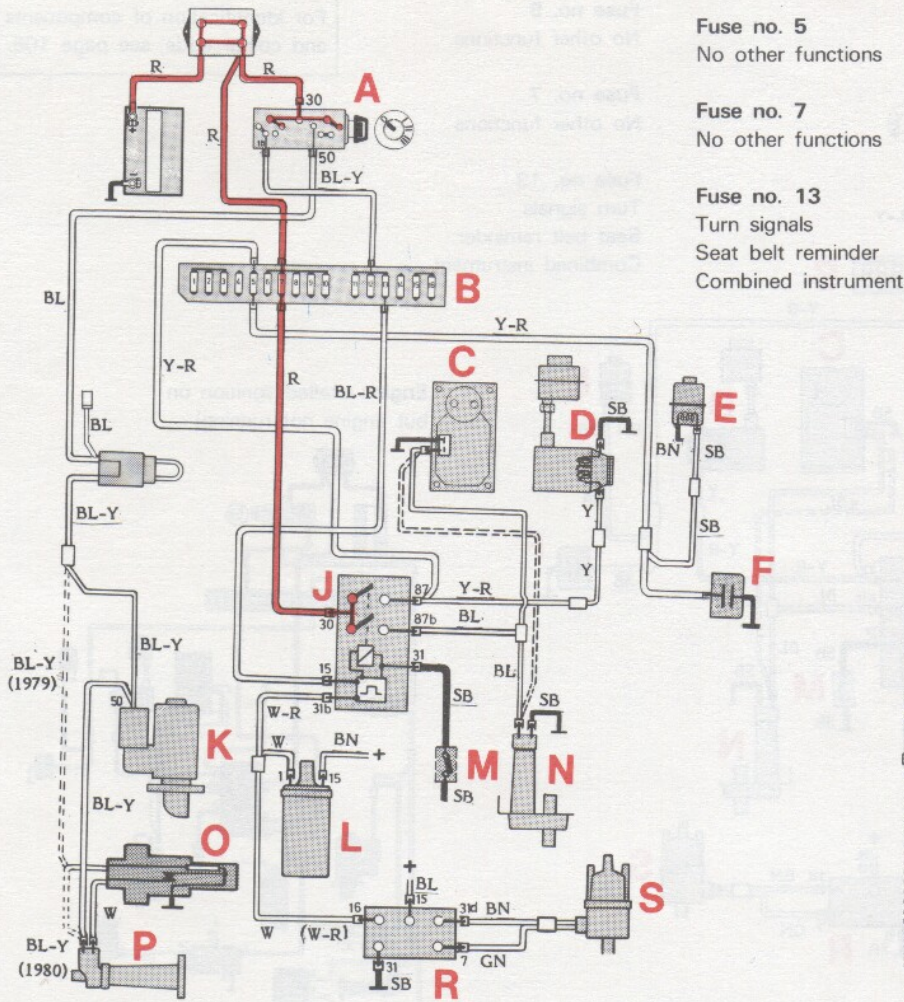 Fuse no. 5
No other functions
Fuse no. 7
No other functions
Fuse no. 13
Turn signals
Seat belt reminder
Combined instrument
R
R
R
A
30
50
BL-Y
B
BL
Y-R
R
BL-R
Y-R
C
D
SB
E
BN
SB
Y
SB
Y
F
BL
BL-Y
J
30
87
Y-R
87b
BL
31
15
31b
SB
BL
SB
BL-Y
(1979)
BL-Y
50
K
W-R
W
BN
+
1
15
L
M
SB
N
BL-Y
O
W
P
BL-Y
(1980)
+
BL
15
16
W
(W-R)
31d
BN
7
GN
31
SB
R
S